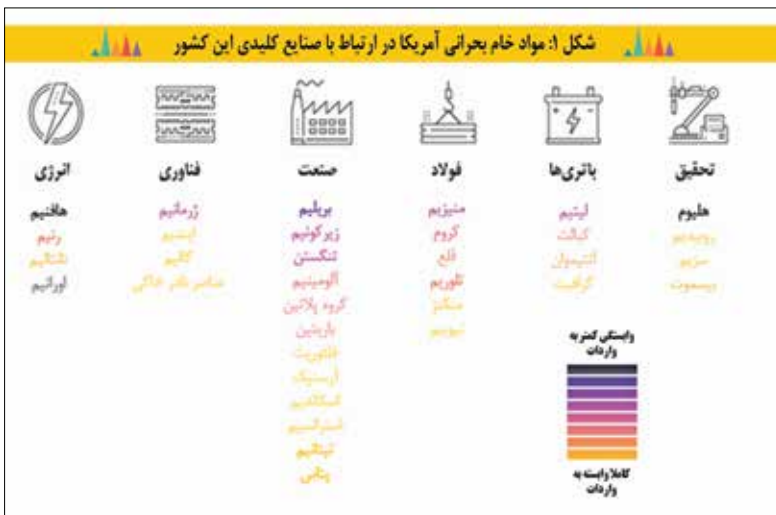 شکل ۱: مواد خام بحرانی آمریکا در ارتباط با صنایع کلیدی این کشور
تحقیق
هلیوم
روبیدیم
سزیم
بیسموت
باتری‌ها
لیتیم
کبالت
آنتیموان
گرافیت
فولاد
منیزیم
کروم
قلع
تلوریم
منگنز
نیوبیم
صنعت
بریلیم
زیرکونیم
تنگستن
آلومینیم
گروه پلاتین
باریتین
فلئوریت
آرسنیک
اسکاندیم
استرانسیم
تیتانیم
پتاس
فناوری
ژرمانیم
ایندیم
گالیم
عناصر نادر خاکی
انرژی
هافنیم
رنیم
تانتالیم
اورانیم
وابستگی کمتر به
واردات
کاملا وابسته به
واردات